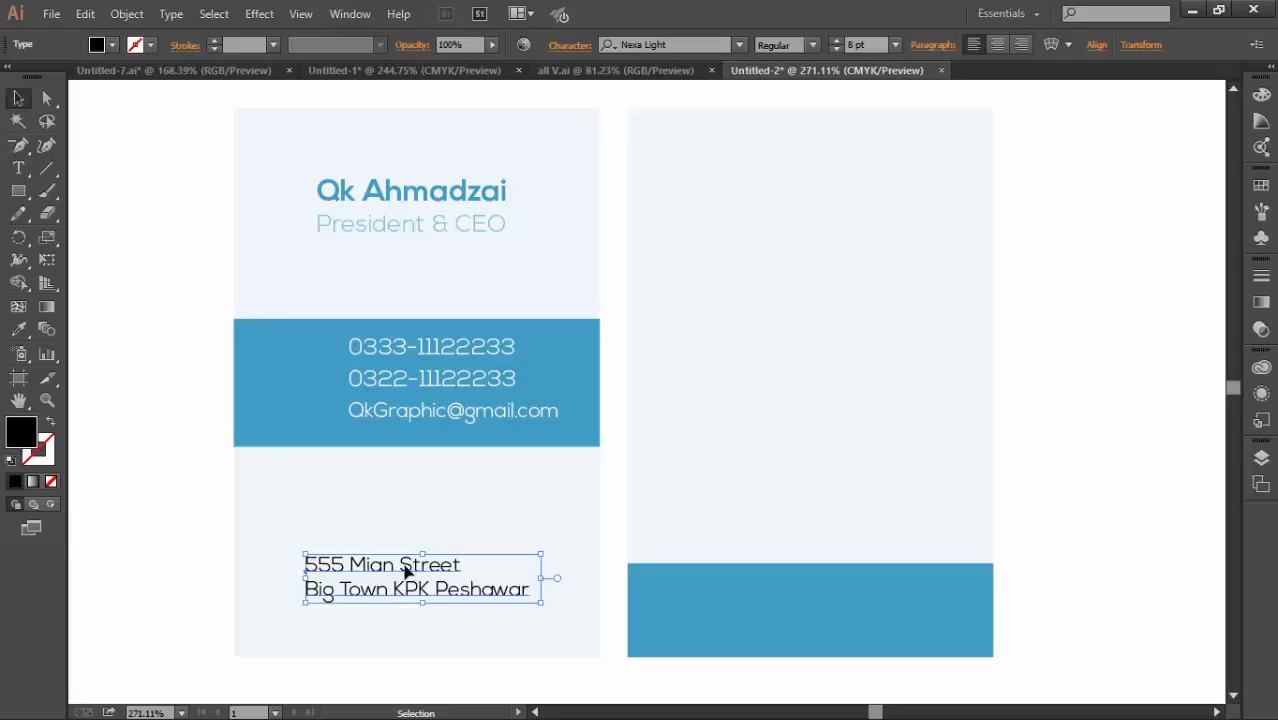 Ai File Edit Object Type Select Effect View Window Help Br St Essentials
Type Stroke: Opacity: 100% Character: Nexa Light Regular 8 pt Paragraph: Align Transform
Untitled-7.ai* @ 168.39% (RGB/Preview) × Untitled-1* @ 244.75% (CMYK/Preview) × all V.ai @ 81.23% (RGB/Preview) × Untitled-2* @ 271.11% (CMYK/Preview) ×
Qk Ahmadzai
President & CEO
0333-11122233
0322-11122233
QkGraphic@gmail.com
555 Mian Street
Big Town KPK Peshawar
271.11% 1 Selection